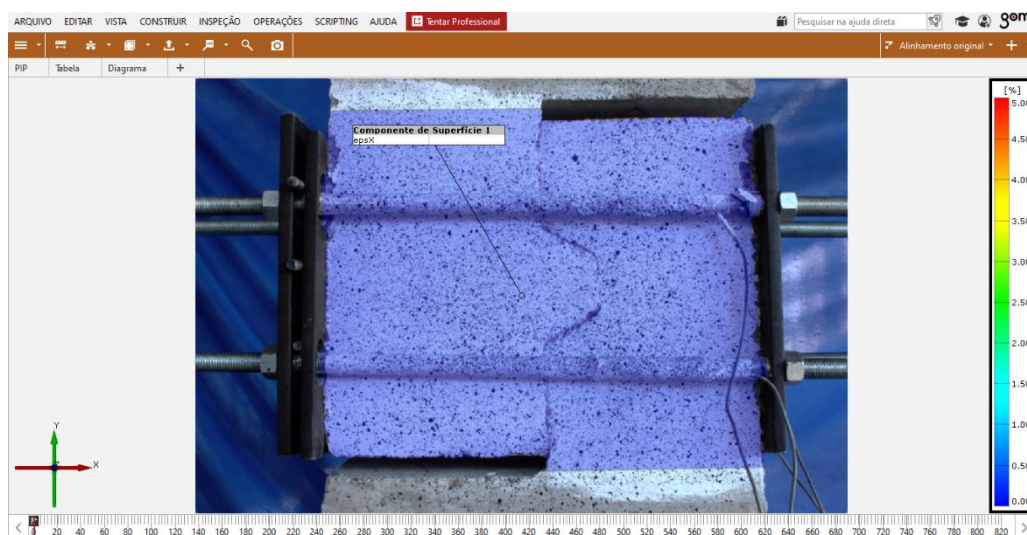 ARQUIVO EDITAR VISTA CONSTRUIR INSPEÇÃO OPERAÇÕES SCRIPTING AJUDA Tentar Professional Pesquisar na ajuda direta gom
Alinhamento original
PIP Tabela Diagrama +
[%]
5.00
Componente de Superfície 1
epsX
4.00
3.50
3.00
2.50
2.00
1.50
1.00
0.50
0.00
Y
X
0 20 40 60 80 100 120 140 160 180 200 220 240 260 280 300 320 340 360 380 400 420 440 460 480 500 520 540 560 580 600 620 640 660 680 700 720 740 760 780 800 820